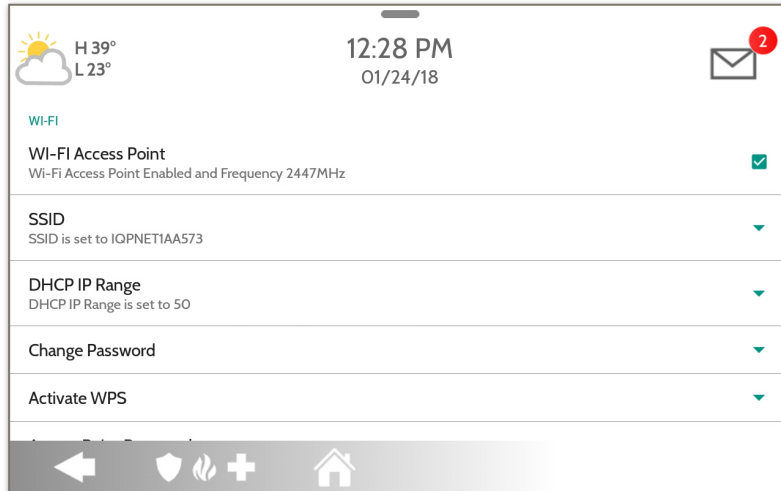 H 39°
L 23°
12:28 PM
01/24/18
2
WI-FI
WI-FI Access Point
Wi-Fi Access Point Enabled and Frequency 2447MHz
SSID
SSID is set to IQPNET1AA573
DHCP IP Range
DHCP IP Range is set to 50
Change Password
Activate WPS